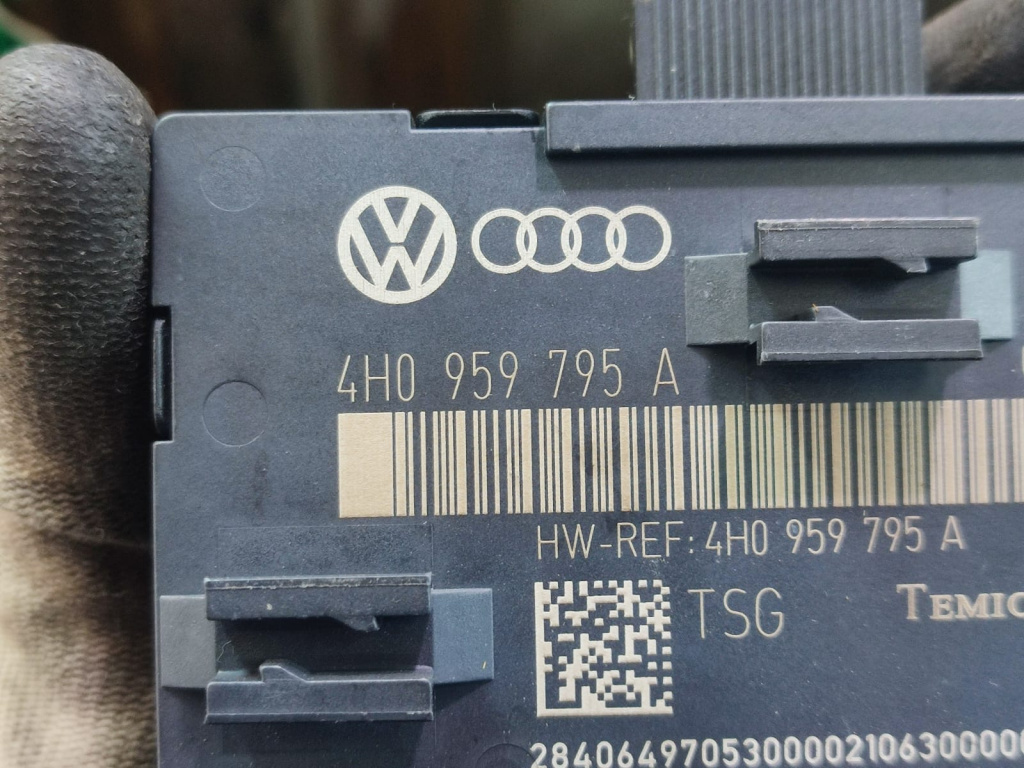 4H0 959 795 A
HW-REF: 4H0 959 795 A
TSG
TEMIC
2840649705300002106300000